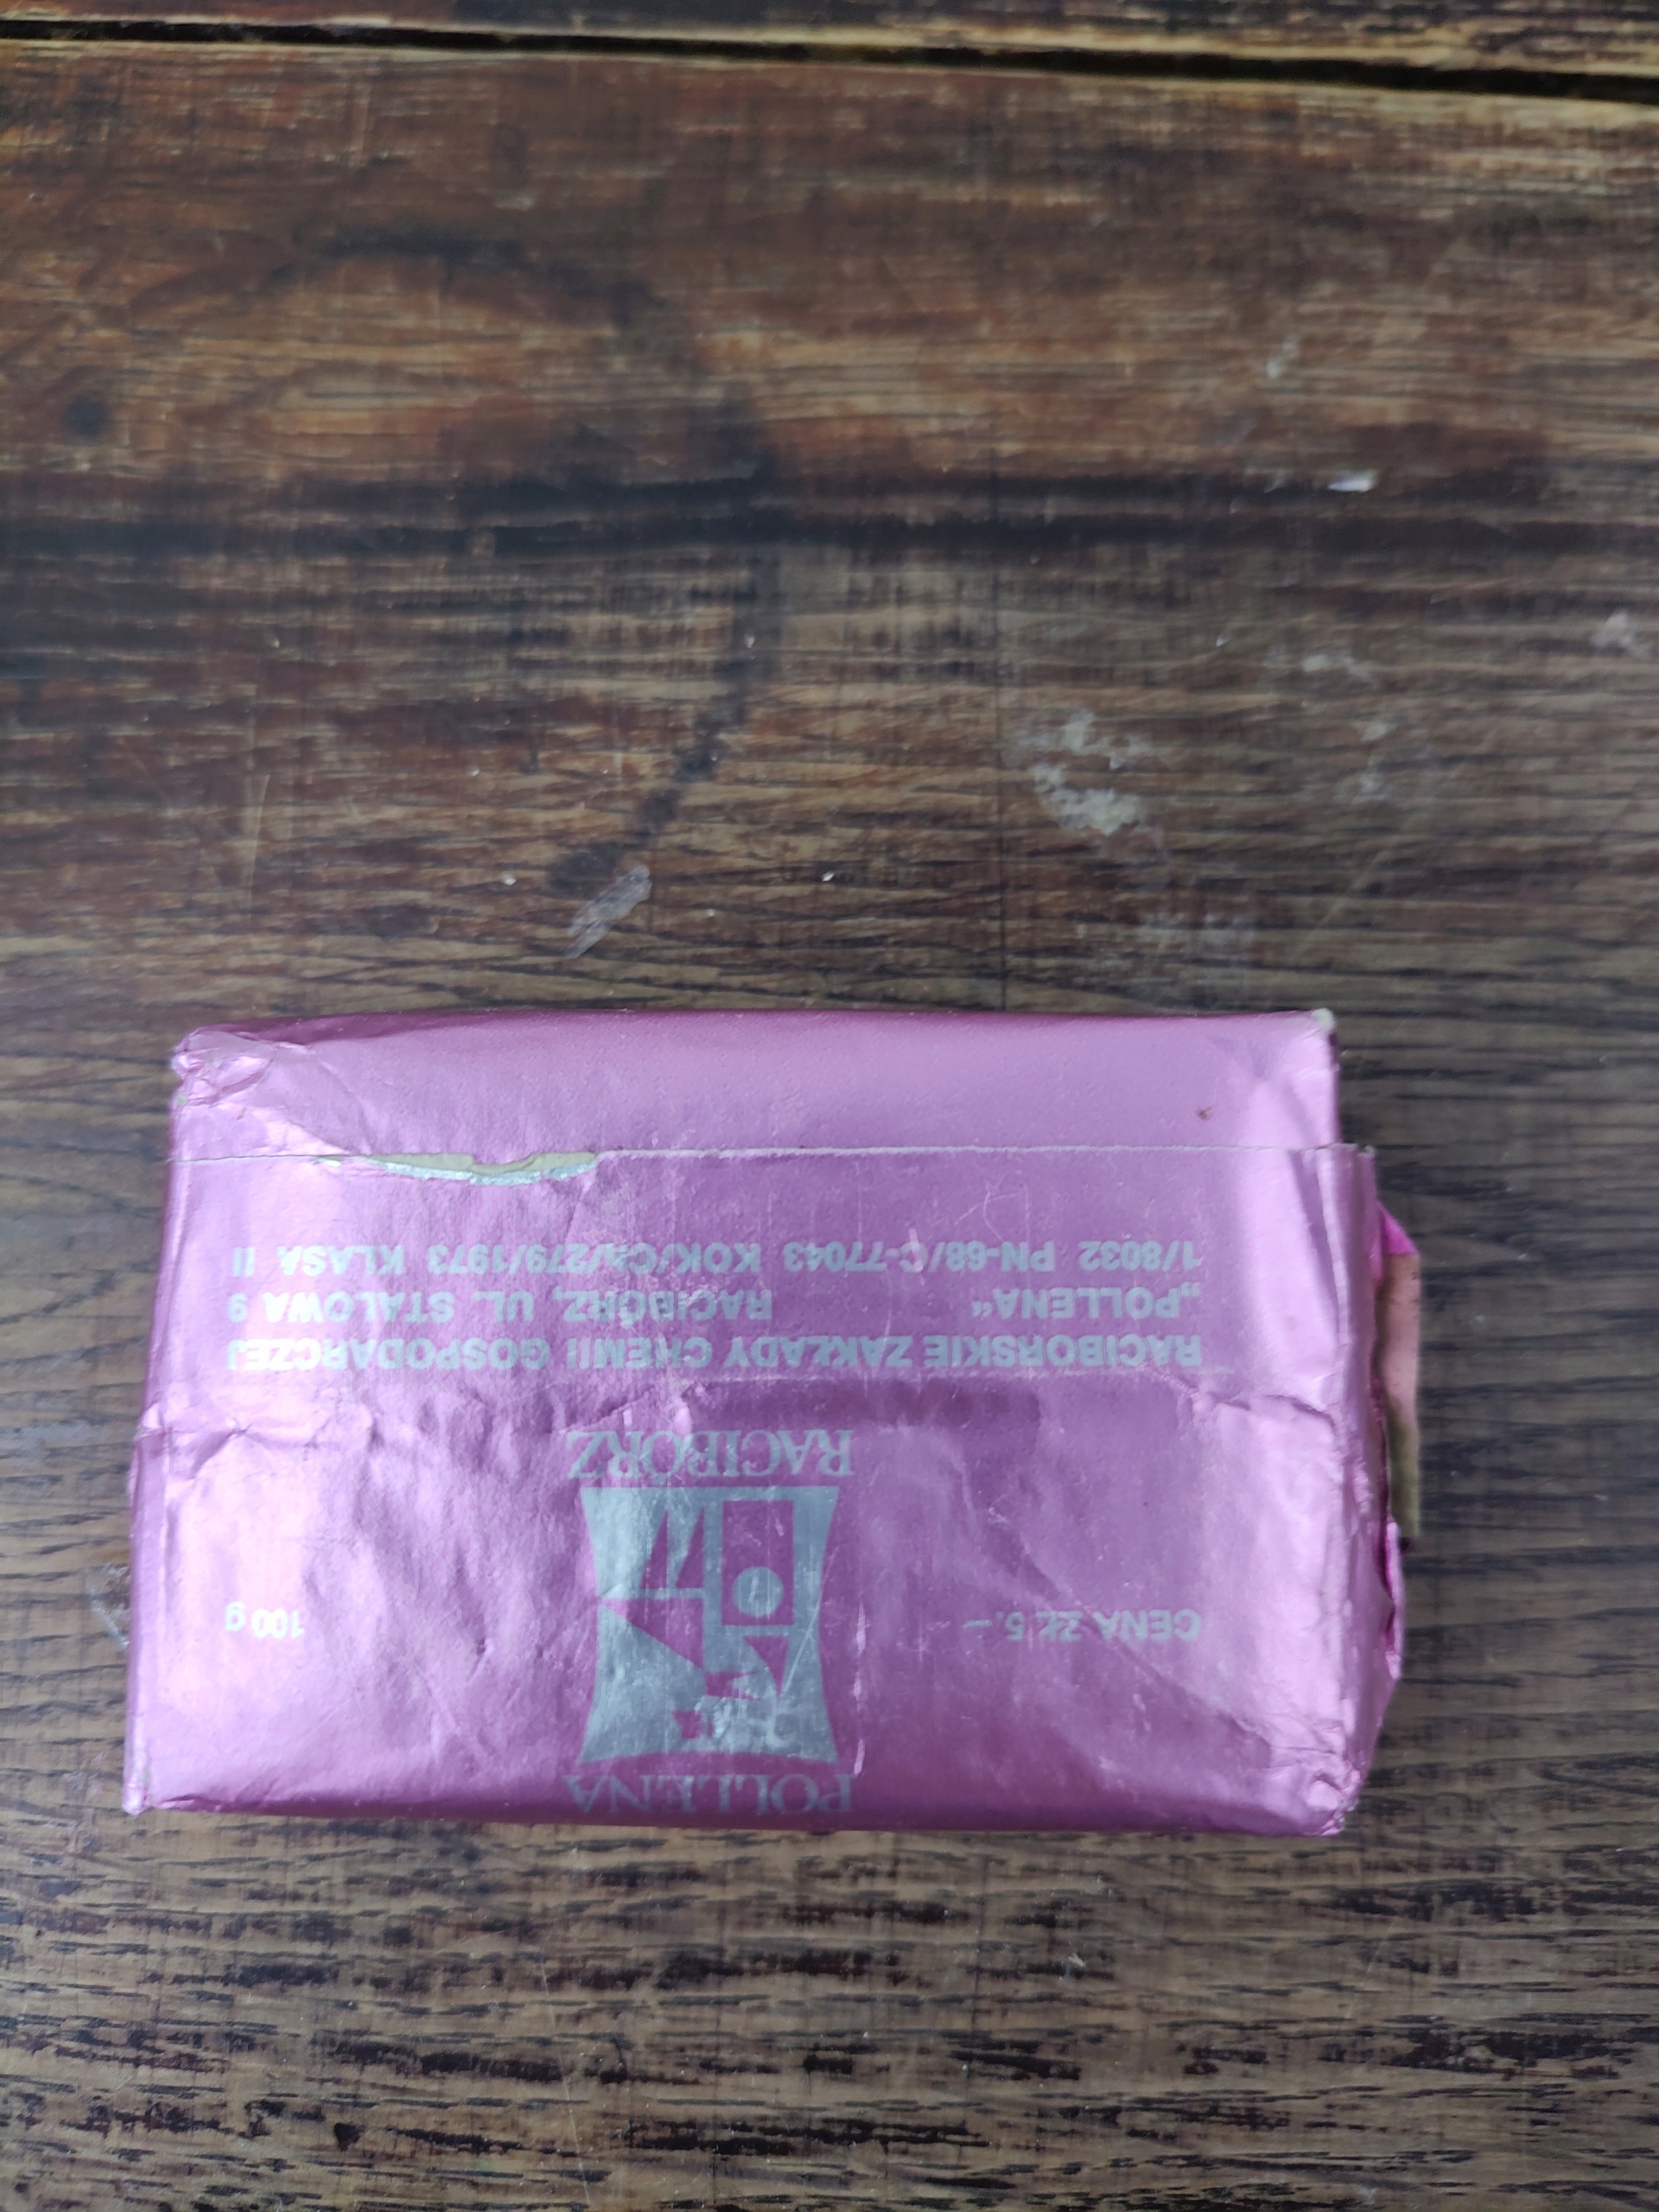 POLLENA
CENA ZŁ 5.— 100 g
RACIBÓRZ
RACIBORSKIE ZAKŁADY CHEMII GOSPODARCZEJ
„POLLENA“ RACIBÓRZ, UL. STALOWA 9
1/8032 PN-68/C-77043 KOK/Ch/279/1973 KLASA II